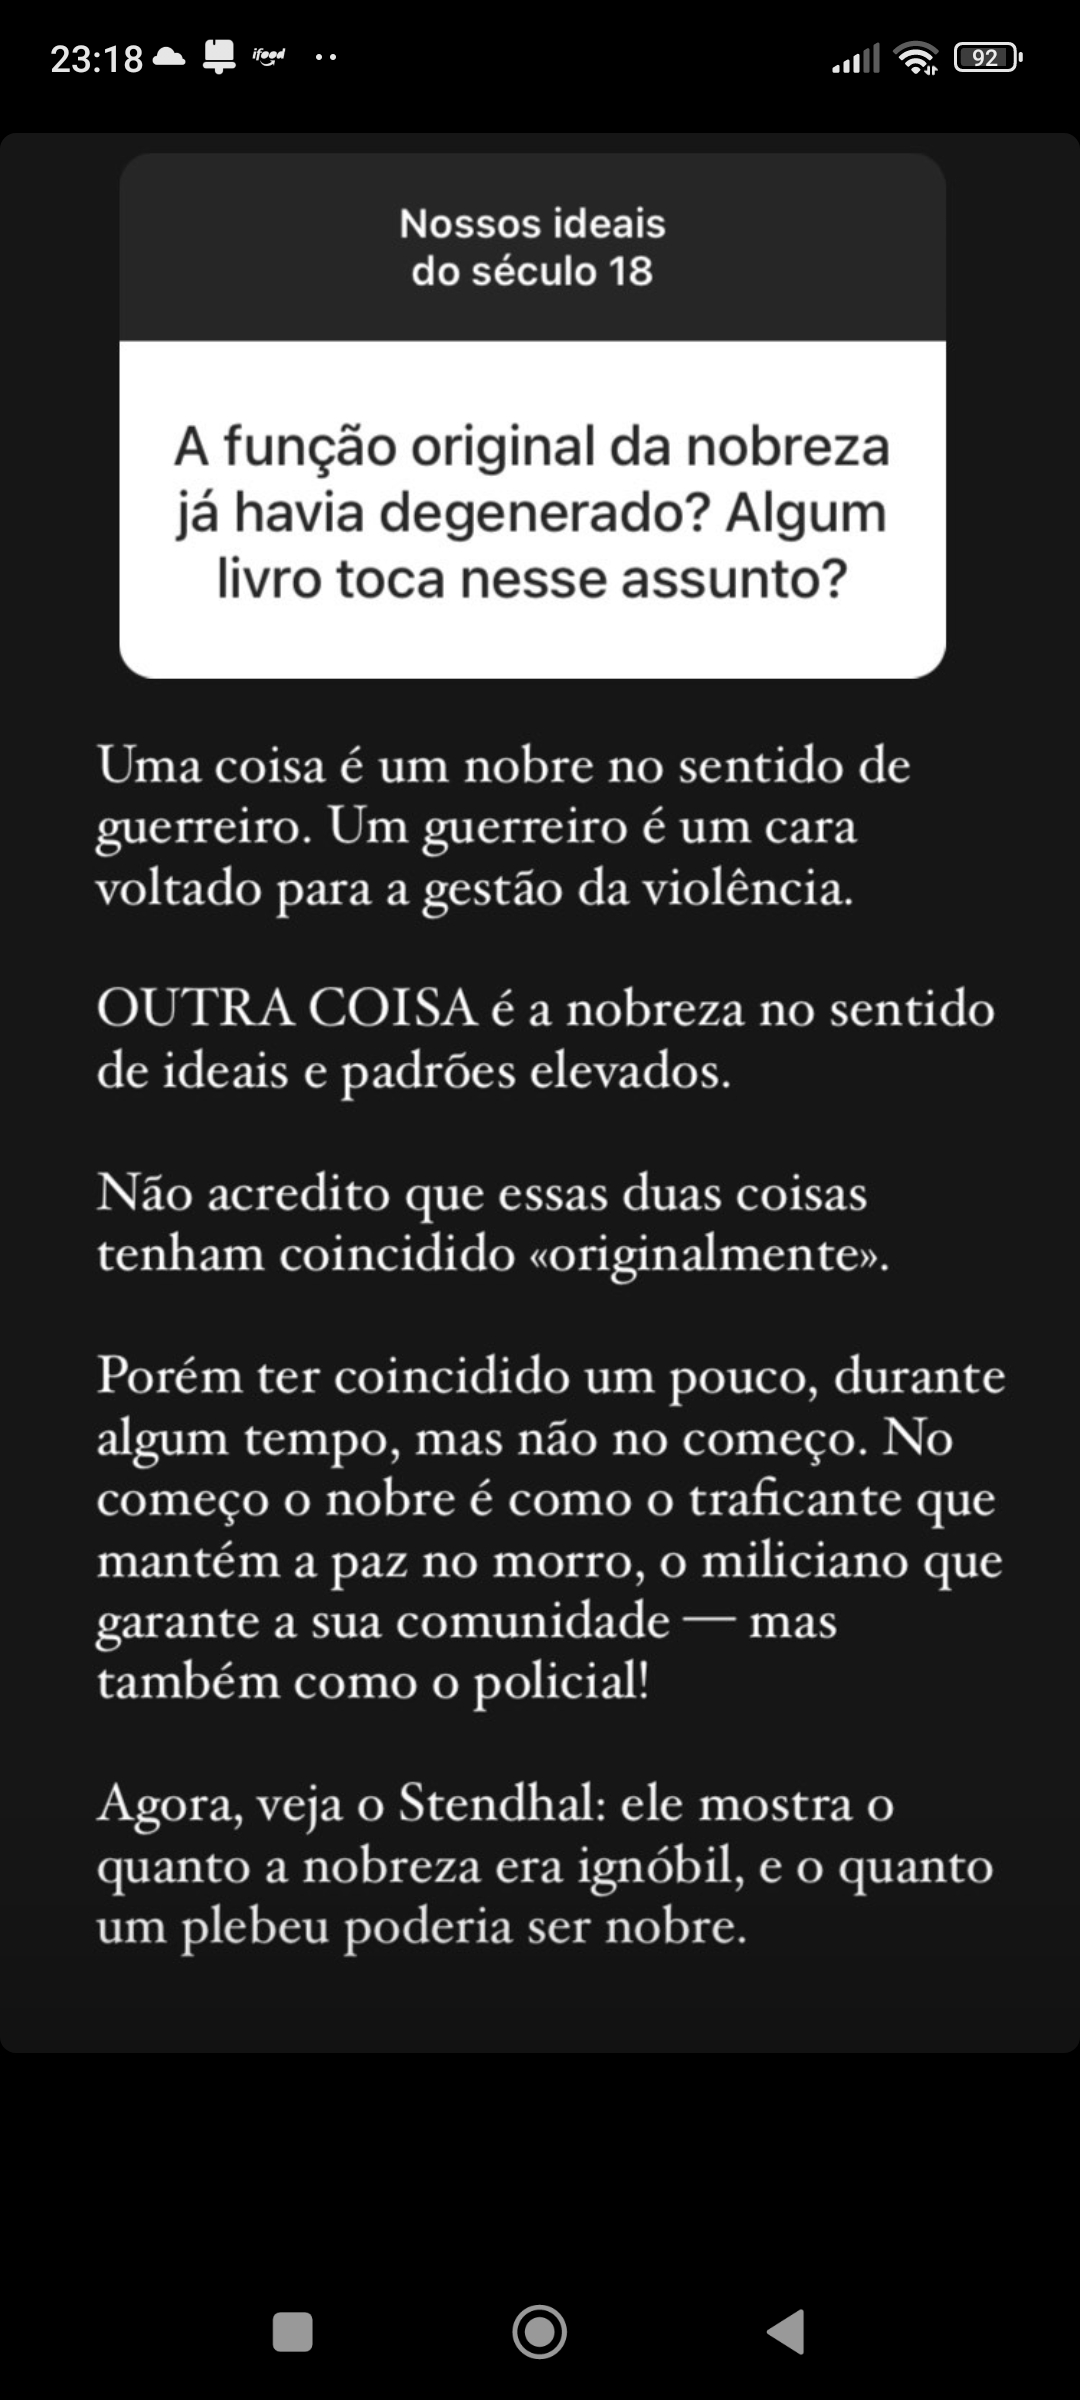 23:18
ifood
92
Nossos ideais
do século 18
A função original da nobreza
já havia degenerado? Algum
livro toca nesse assunto?
Uma coisa é um nobre no sentido de
guerreiro. Um guerreiro é um cara
voltado para a gestão da violência.
OUTRA COISA é a nobreza no sentido
de ideais e padrões elevados.
Não acredito que essas duas coisas
tenham coincidido «originalmente».
Porém ter coincidido um pouco, durante
algum tempo, mas não no começo. No
começo o nobre é como o traficante que
mantém a paz no morro, o miliciano que
garante a sua comunidade — mas
também como o policial!
Agora, veja o Stendhal: ele mostra o
quanto a nobreza era ignóbil, e o quanto
um plebeu poderia ser nobre.